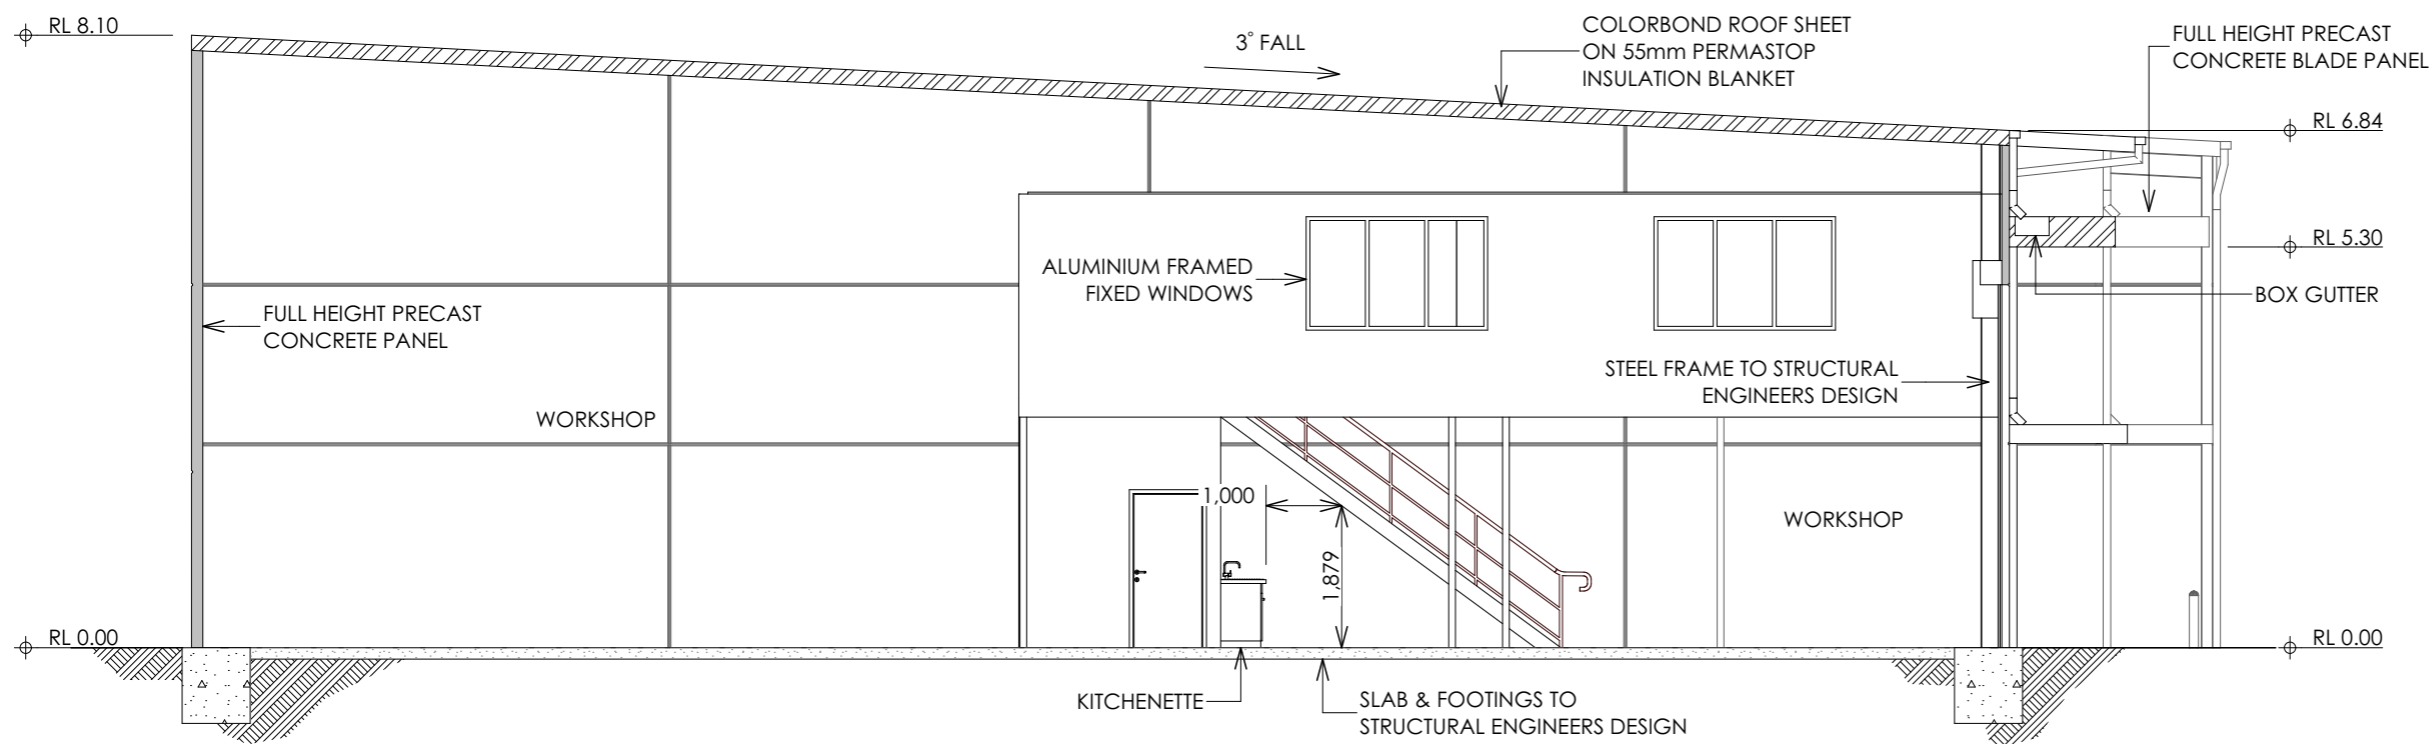 RL 8.10
3° FALL
COLORBOND ROOF SHEET
ON 55mm PERMASTOP
INSULATION BLANKET
FULL HEIGHT PRECAST
CONCRETE BLADE PANEL
RL 6.84
RL 5.30
ALUMINIUM FRAMED
FIXED WINDOWS
BOX GUTTER
FULL HEIGHT PRECAST
CONCRETE PANEL
STEEL FRAME TO STRUCTURAL
ENGINEERS DESIGN
WORKSHOP
1,000
WORKSHOP
1,879
RL 0.00
RL 0.00
KITCHENETTE
SLAB & FOOTINGS TO
STRUCTURAL ENGINEERS DESIGN